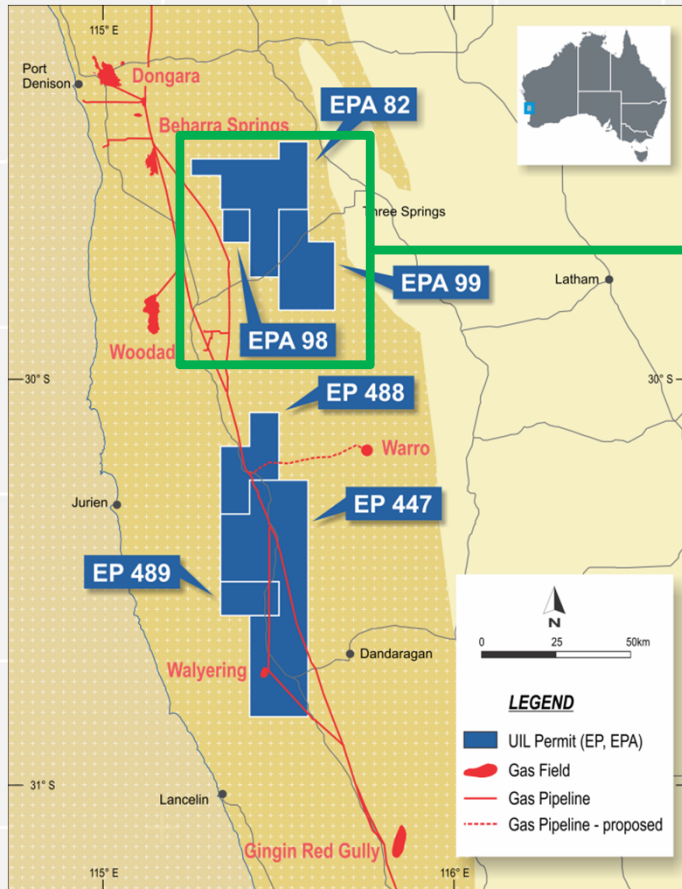 115° E
Port
Denison
Dongara
Beharra Springs
EPA 82
Three Springs
EPA 99
Latham
EPA 98
Woodad
30° S
30° S
EP 488
Warro
Jurien
EP 447
EP 489
N
0 25 50km
Dandaragan
Walyering
LEGEND
UIL Permit (EP, EPA)
Gas Field
Gas Pipeline
Gas Pipeline - proposed
31° S
Lancelin
Gingin Red Gully
115° E
116° E